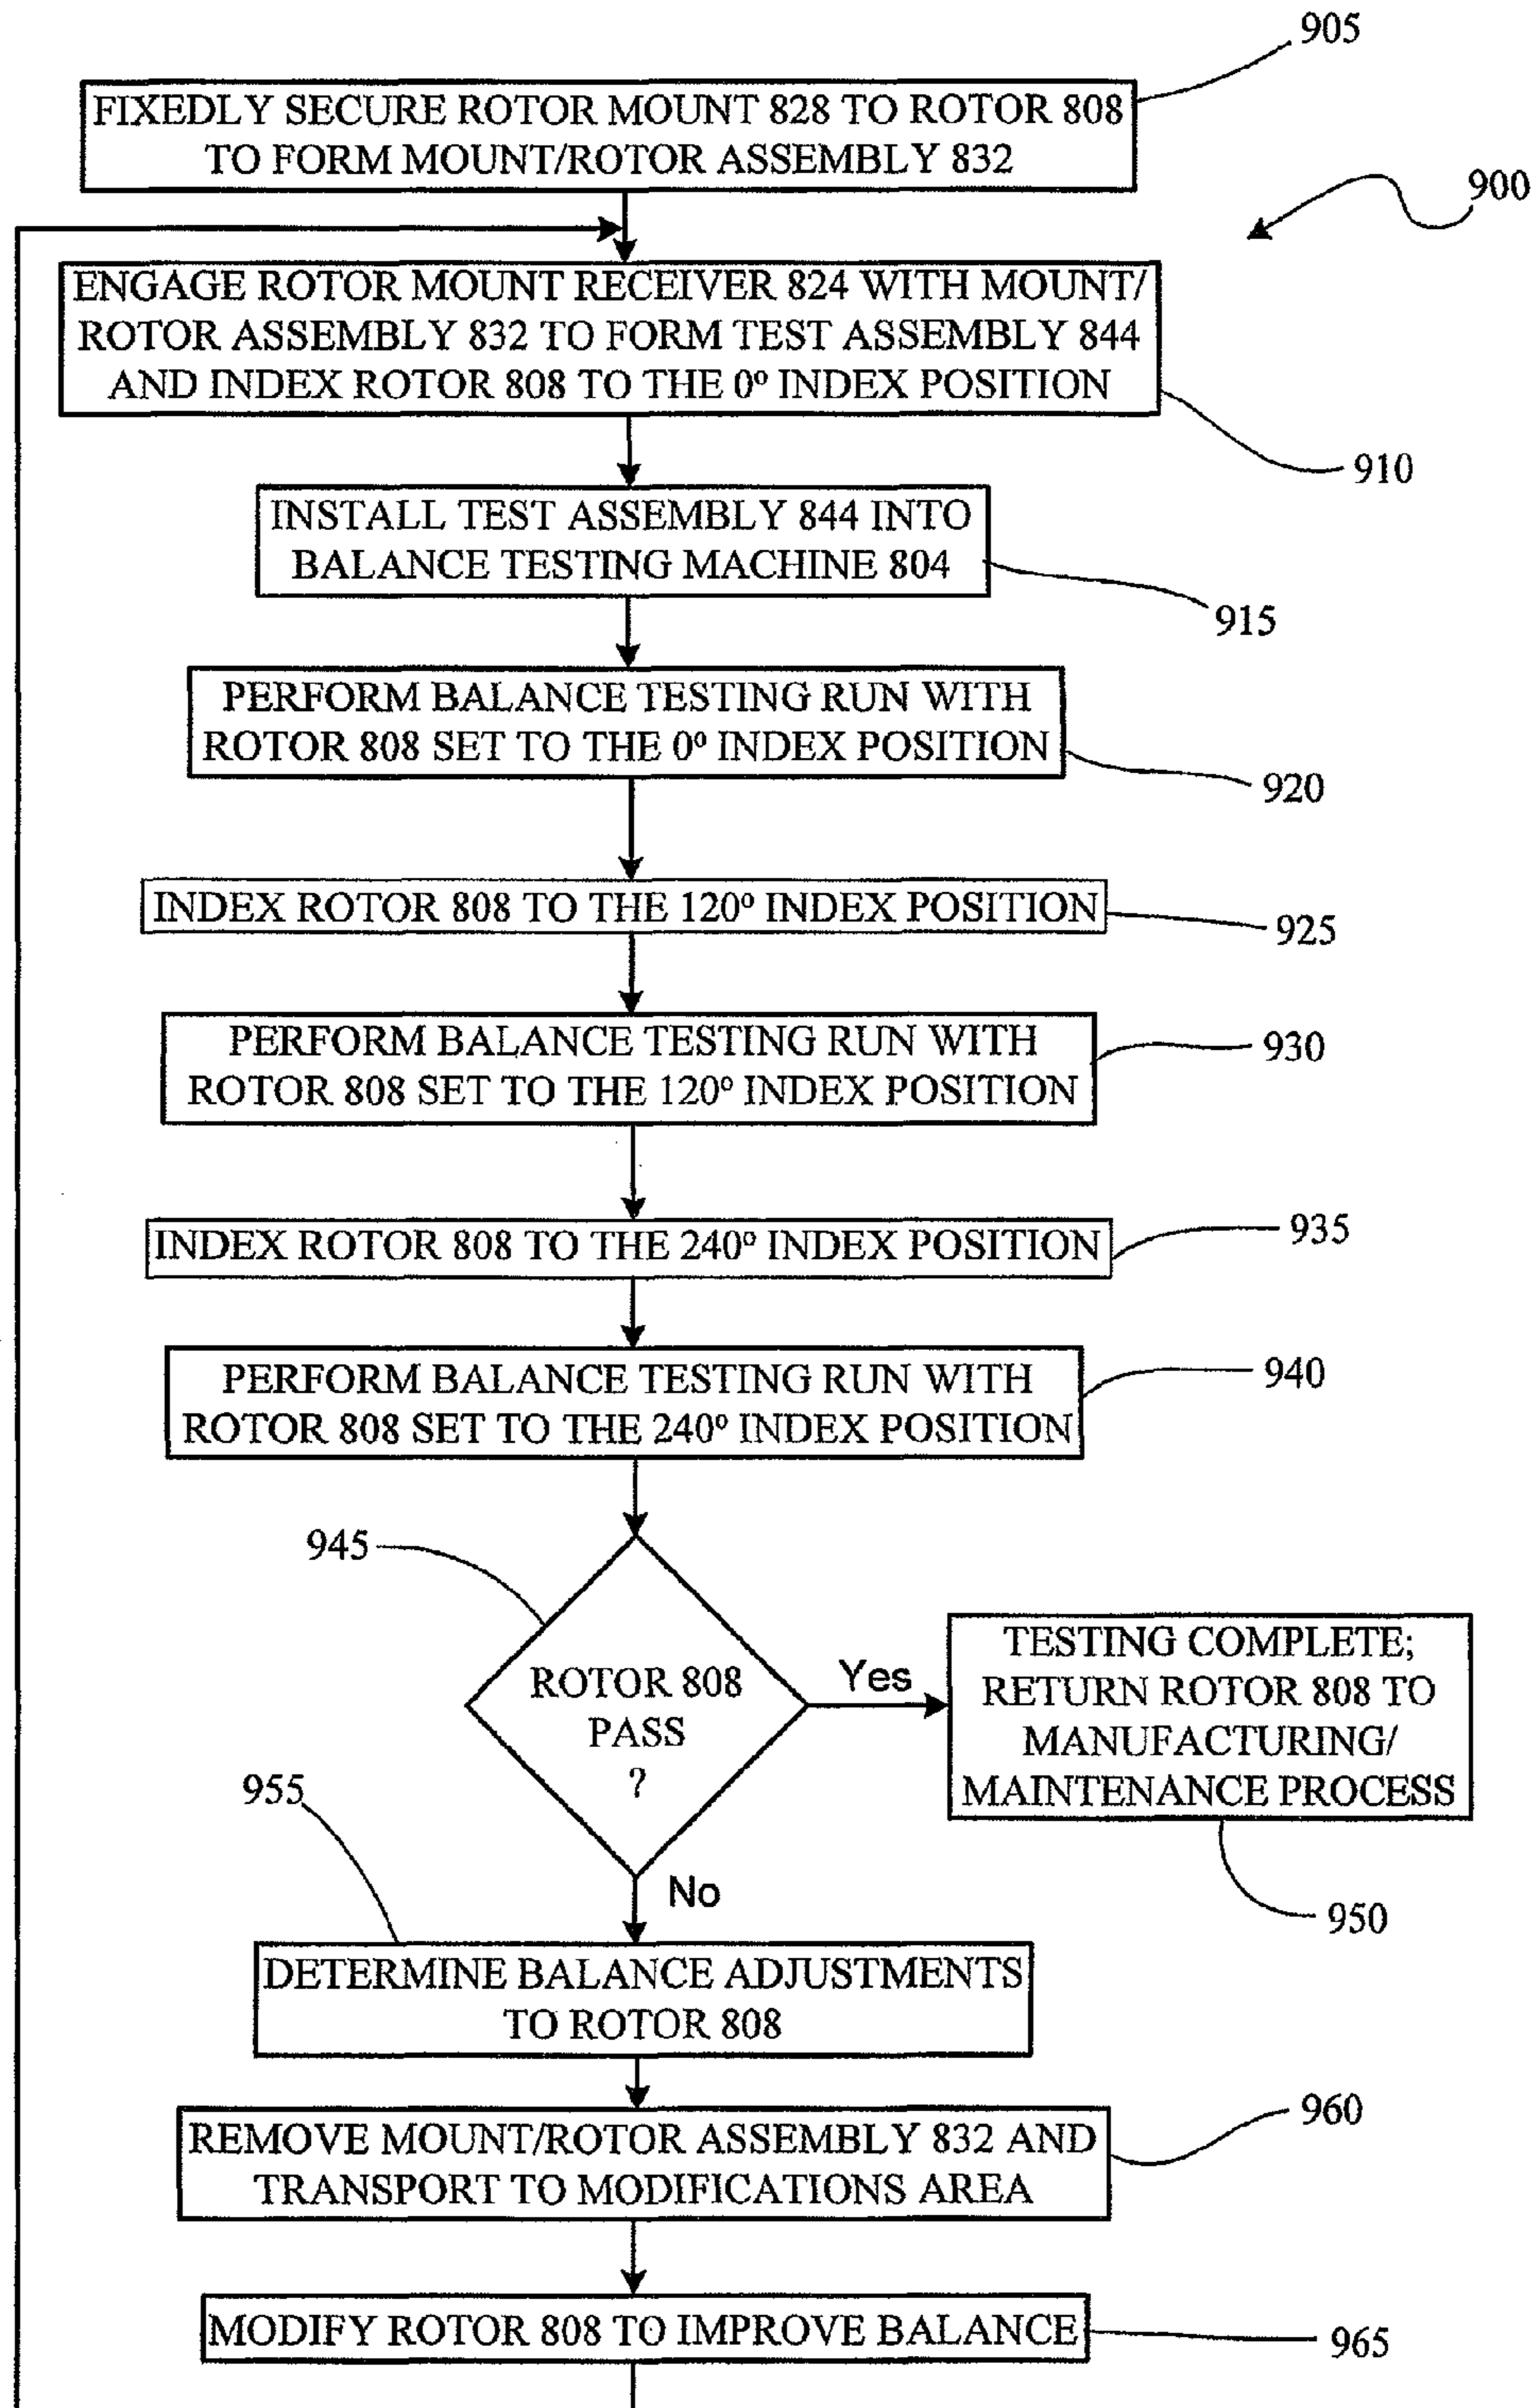 905
FIXEDLY SECURE ROTOR MOUNT 828 TO ROTOR 808
TO FORM MOUNT/ROTOR ASSEMBLY 832
900
ENGAGE ROTOR MOUNT RECEIVER 824 WITH MOUNT/
ROTOR ASSEMBLY 832 TO FORM TEST ASSEMBLY 844
AND INDEX ROTOR 808 TO THE 0º INDEX POSITION
910
INSTALL TEST ASSEMBLY 844 INTO
BALANCE TESTING MACHINE 804
915
PERFORM BALANCE TESTING RUN WITH
ROTOR 808 SET TO THE 0º INDEX POSITION
920
INDEX ROTOR 808 TO THE 120º INDEX POSITION
925
PERFORM BALANCE TESTING RUN WITH
ROTOR 808 SET TO THE 120º INDEX POSITION
930
INDEX ROTOR 808 TO THE 240º INDEX POSITION
935
PERFORM BALANCE TESTING RUN WITH
ROTOR 808 SET TO THE 240º INDEX POSITION
940
945
ROTOR 808
PASS
?
Yes
TESTING COMPLETE;
RETURN ROTOR 808 TO
MANUFACTURING/
MAINTENANCE PROCESS
950
No
955
DETERMINE BALANCE ADJUSTMENTS
TO ROTOR 808
REMOVE MOUNT/ROTOR ASSEMBLY 832 AND
TRANSPORT TO MODIFICATIONS AREA
960
MODIFY ROTOR 808 TO IMPROVE BALANCE
965